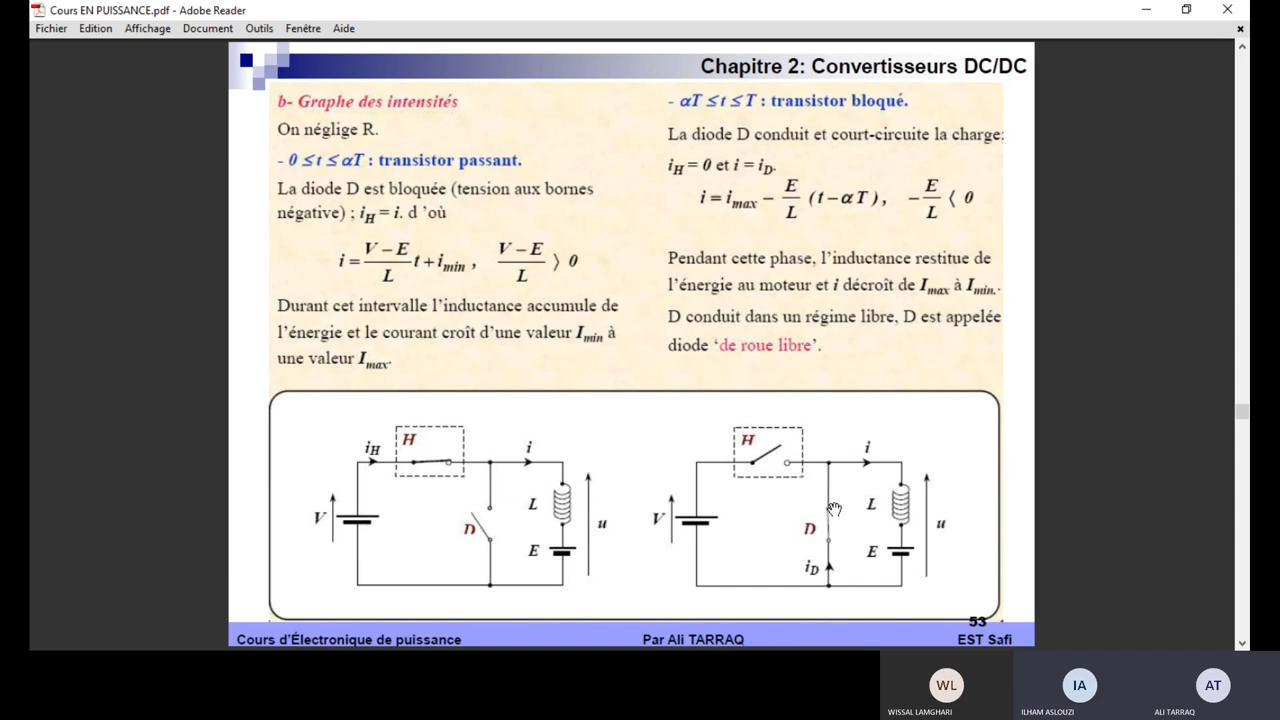 Cours EN PUISSANCE.pdf - Adobe Reader
Fichier Edition Affichage Document Outils Fenêtre Aide
Chapitre 2: Convertisseurs DC/DC
b- Graphe des intensités
On néglige R.
- 0 ≤ t ≤ αT : transistor passant.
La diode D est bloquée (tension aux bornes
négative) ; iH = i. d 'où
i = (V – E)/L t + imin , (V – E)/L 〉 0
Durant cet intervalle l'inductance accumule de
l'énergie et le courant croît d'une valeur Imin à
une valeur Imax.
- αT ≤ t ≤ T : transistor bloqué.
La diode D conduit et court-circuite la charge:
iH = 0 et i = iD.
i = imax – E/L (t – αT), – E/L 〈 0
Pendant cette phase, l'inductance restitue de
l'énergie au moteur et i décroît de Imax à Imin.
D conduit dans un régime libre, D est appelée
diode 'de roue libre'.
iH H i
V D L E u
H i
V D iD L E u
53
Cours d'Électronique de puissance Par Ali TARRAQ EST Safi
WL IA AT
WISSAL LAMGHARI ILHAM ASLOUZI ALI TARRAQ